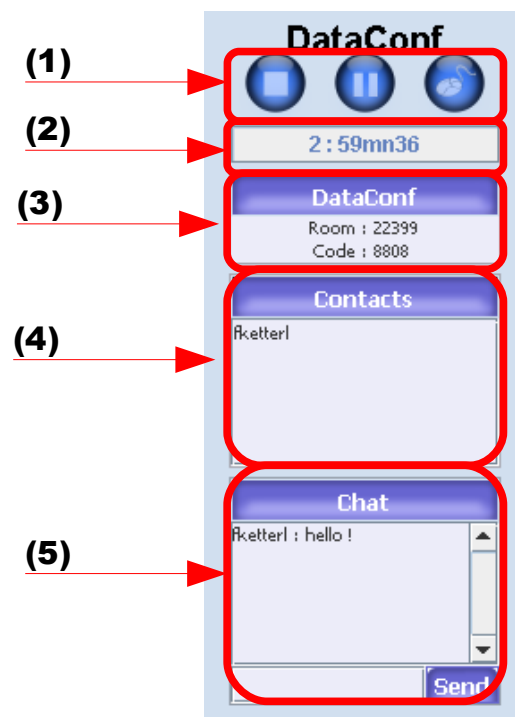 DataConf
(1)
(2)
2 : 59mn36
(3)
DataConf
Room : 22399
Code : 8808
Contacts
(4)
fketterl
Chat
fketterl : hello !
(5)
Send